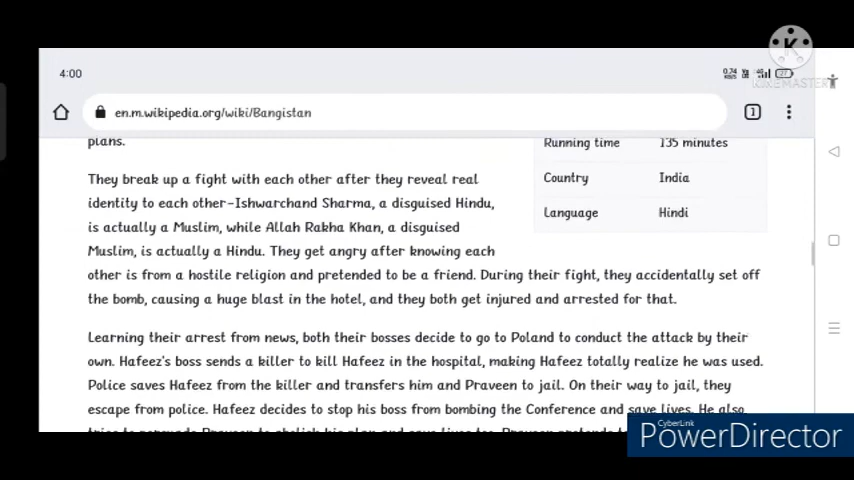 4:00
0.74
KB/S
27
KINEMASTER
en.m.wikipedia.org/wiki/Bangistan
1
plans.
Running time 135 minutes
Country India
Language Hindi
They break up a fight with each other after they reveal real
identity to each other-Ishwarchand Sharma, a disguised Hindu,
is actually a Muslim, while Allah Rakha Khan, a disguised
Muslim, is actually a Hindu. They get angry after knowing each
other is from a hostile religion and pretended to be a friend. During their fight, they accidentally set off
the bomb, causing a huge blast in the hotel, and they both get injured and arrested for that.
Learning their arrest from news, both their bosses decide to go to Poland to conduct the attack by their
own. Hafeez's boss sends a killer to kill Hafeez in the hospital, making Hafeez totally realize he was used.
Police saves Hafeez from the killer and transfers him and Praveen to jail. On their way to jail, they
escape from police. Hafeez decides to stop his boss from bombing the Conference and save lives. He also
CyberLink
PowerDirector